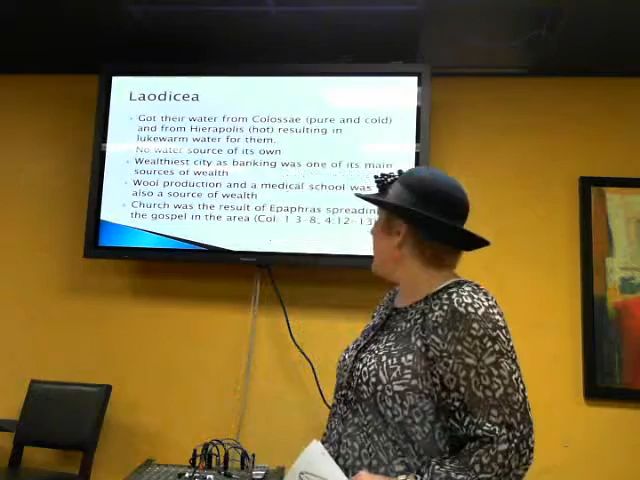 Laodicea
Got their water from Colossae (pure and cold)
and from Hierapolis (hot) resulting in
lukewarm water for them.
No water source of its own
Wealthiest city as banking was one of its main
sources of wealth
Wool production and a medical school was
also a source of wealth
Church was the result of Epaphras spreading
the gospel in the area (Col. 1 3-8, 4:12-13)